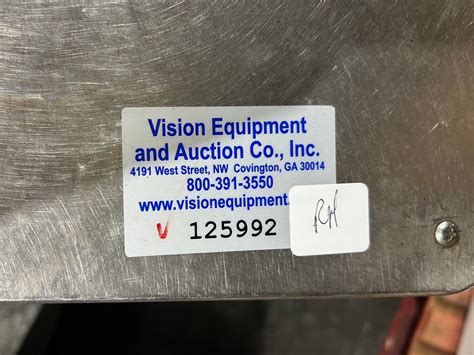 Vision Equipment
and Auction Co., Inc.
4191 West Street, NW Covington, GA 30014
800-391-3550
www.visionequipment.
V 125992
RH